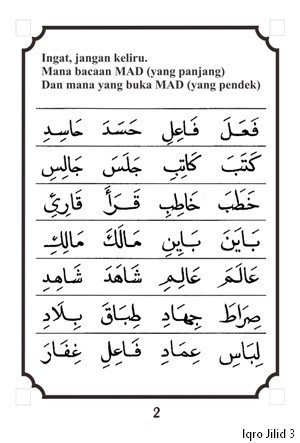 Ingat, jangan keliru.
Mana bacaan MAD (yang panjang)
Dan mana yang buka MAD (yang pendek)
فَعَلَ فَاعِلِ حَسَدَ حَاسِدِ
كَتَبَ كَاتِبِ جَلَسَ جَالِسِ
خَطَبَ خَاطِبِ قَرَأَ قَارِئِ
بَايَنَ بَايِنِ مَالَكَ مَالِكِ
عَالَمَ عَالِمِ شَاهَدَ شَاهِدِ
صِرَاطَ جِهَادِ طِبَاقَ بِلَادِ
لِبَاسِ عِمَادِ فَاعِلِ غِفَارَ
2
Iqro Jilid 3